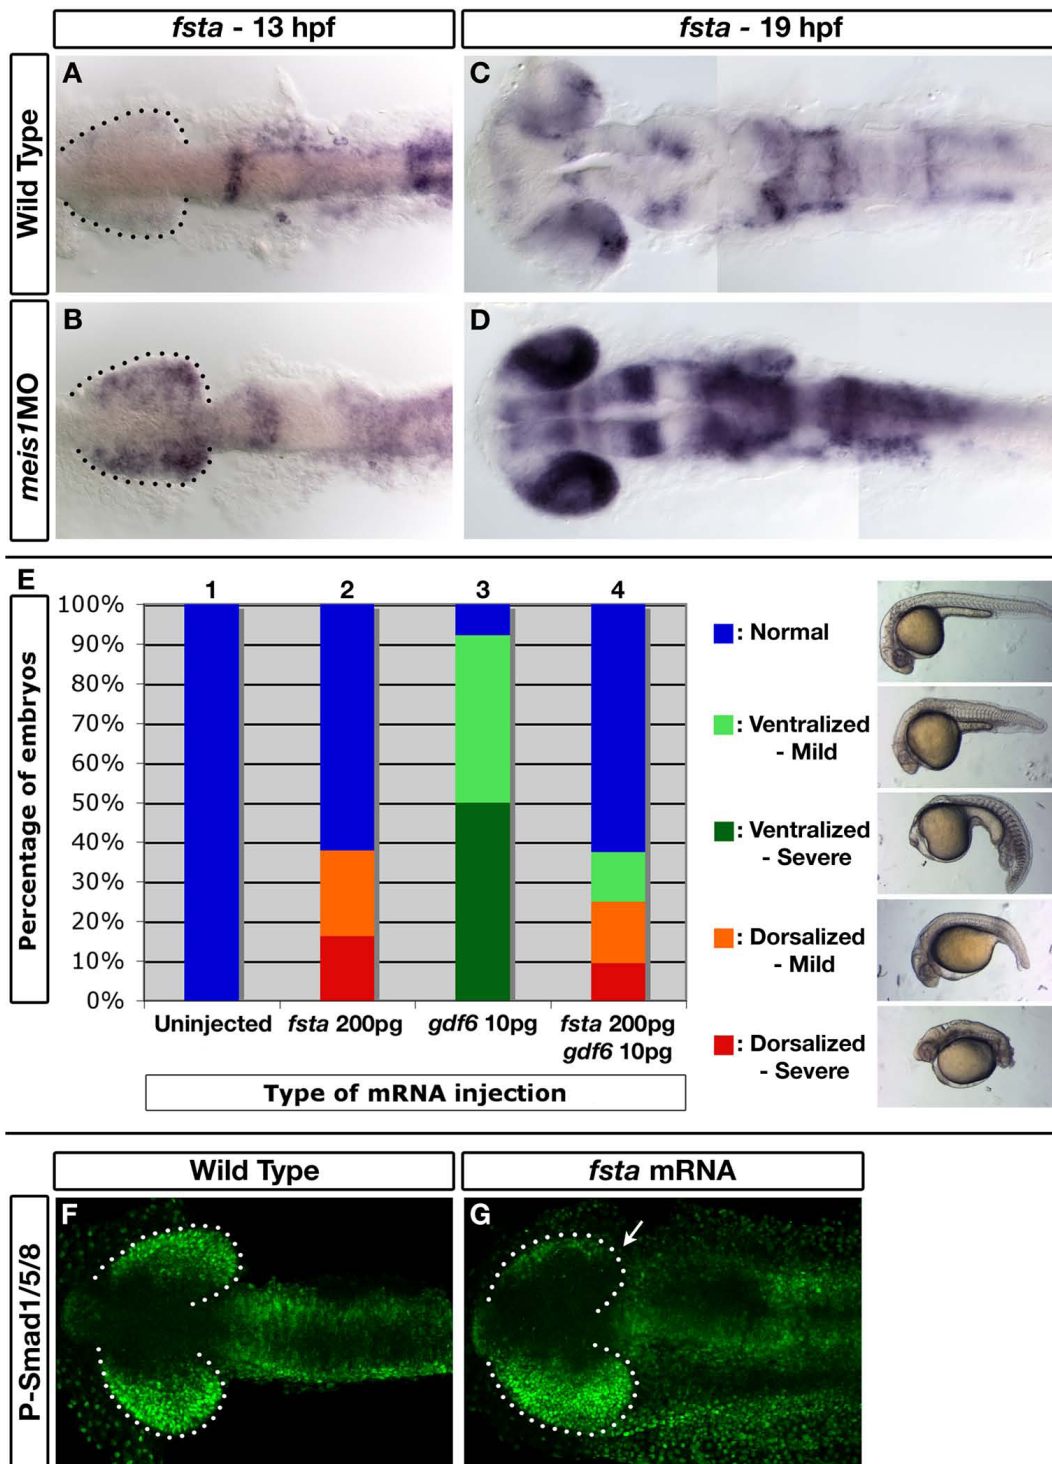 fsta - 13 hpf
fsta - 19 hpf
Wild Type
A
C
meis1MO
B
D
E
Percentage of embryos
1
2
3
4
100%
90%
80%
70%
60%
50%
40%
30%
20%
10%
0%
Uninjected
fsta 200pg
gdf6 10pg
fsta 200pg
gdf6 10pg
Type of mRNA injection
: Normal
: Ventralized
- Mild
: Ventralized
- Severe
: Dorsalized
- Mild
: Dorsalized
- Severe
Wild Type
fsta mRNA
P-Smad1/5/8
F
G